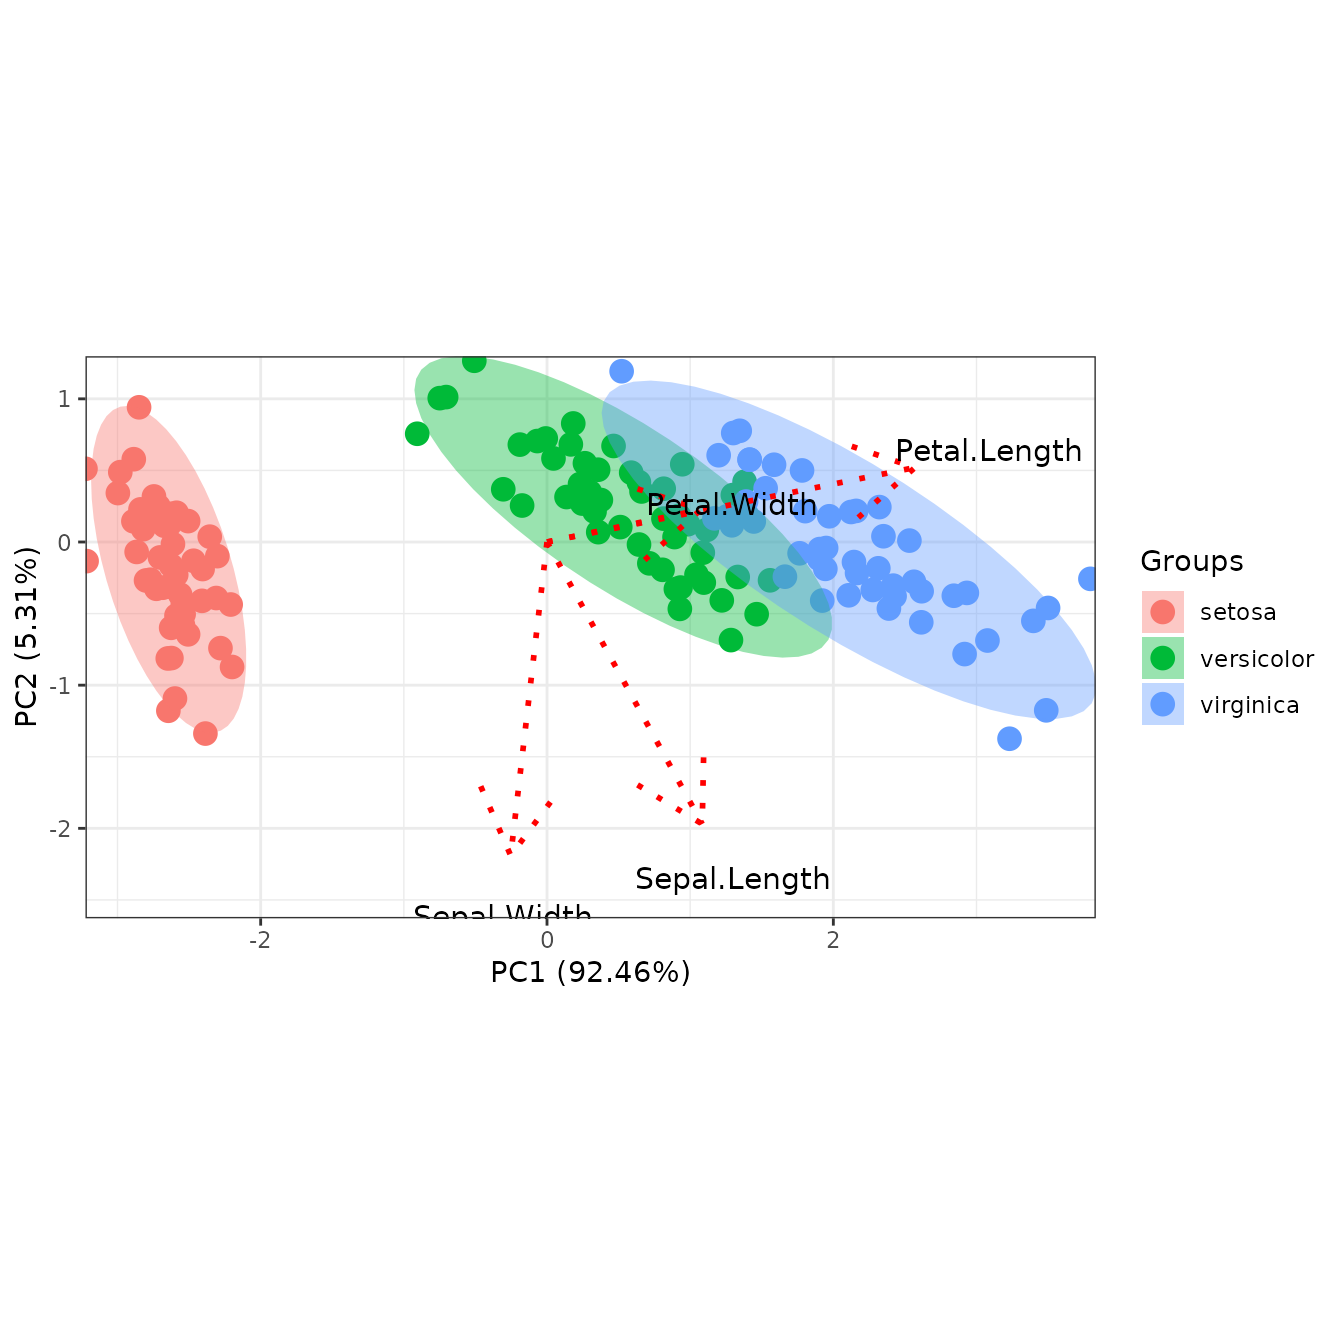 Petal.Length
Petal.Width
Sepal.Length
Sepal.Width
1
0
-1
-2
-2
0
2
PC1 (92.46%)
PC2 (5.31%)
Groups
setosa
versicolor
virginica